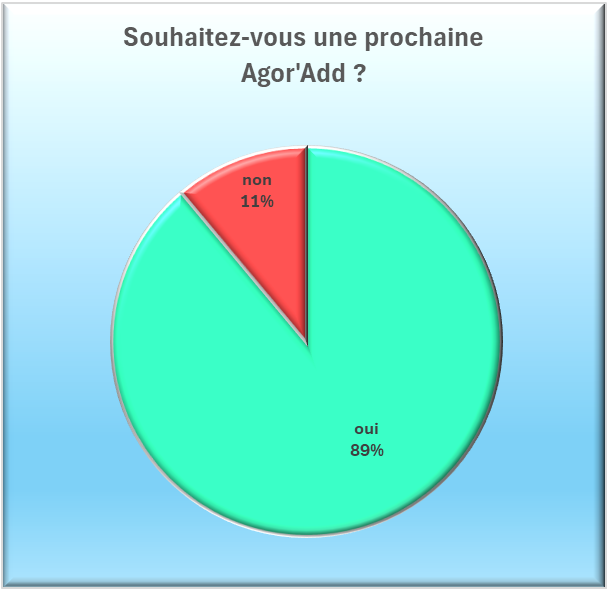 Souhaitez-vous une prochaine
Agor'Add ?
non
11%
oui
89%